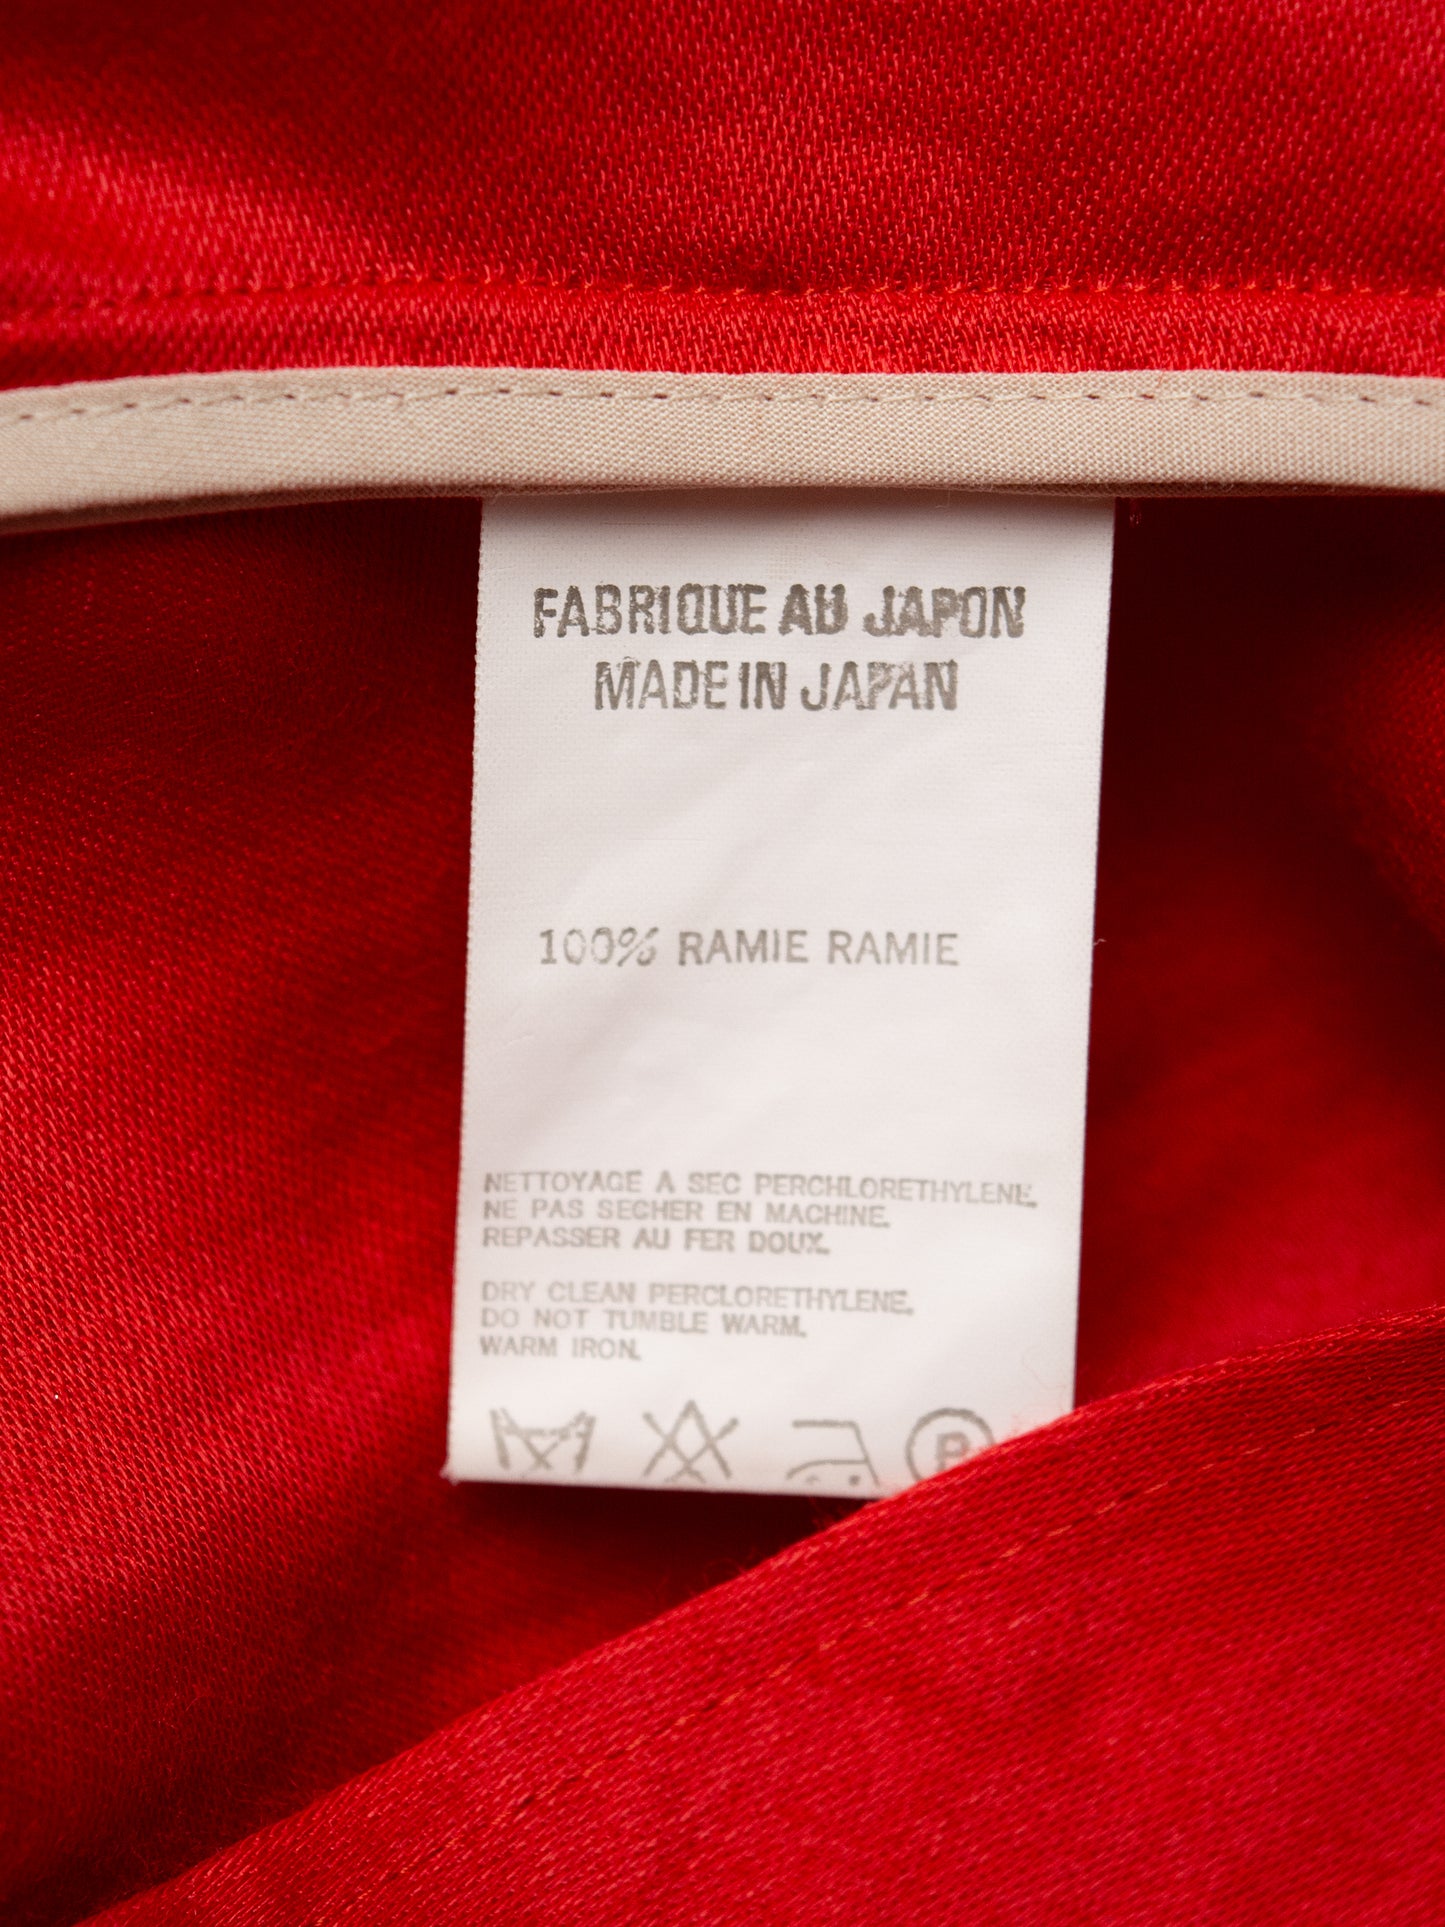 FABRIQUE AU JAPON
MADE IN JAPAN
100% RAMIE RAMIE
NETTOYAGE A SEC PERCHLORETHYLENE.
NE PAS SECHER EN MACHINE.
REPASSER AU FER DOUX.
DRY CLEAN PERCLORETHYLENE.
DO NOT TUMBLE WARM.
WARM IRON.
P